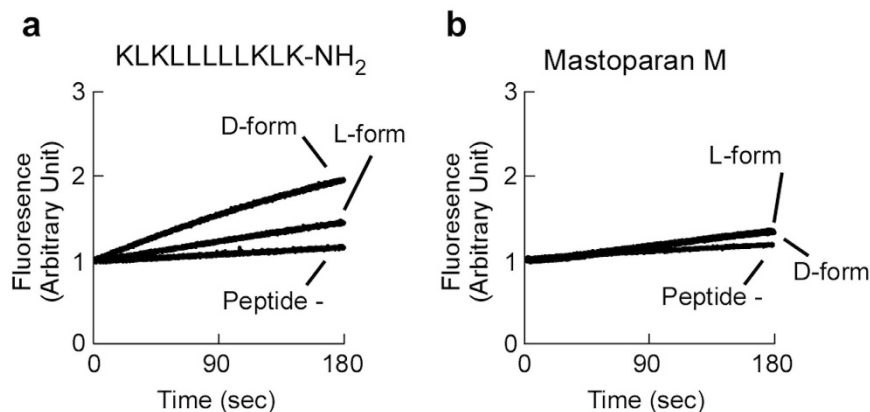 a
KLKLLLLLKLK-NH2
3
2
1
0
Fluoresence
(Arbitrary Unit)
D-form
L-form
Peptide -
0 90 180
Time (sec)
b
Mastoparan M
3
2
1
0
Fluoresence
(Arbitrary Unit)
L-form
D-form
Peptide -
0 90 180
Time (sec)